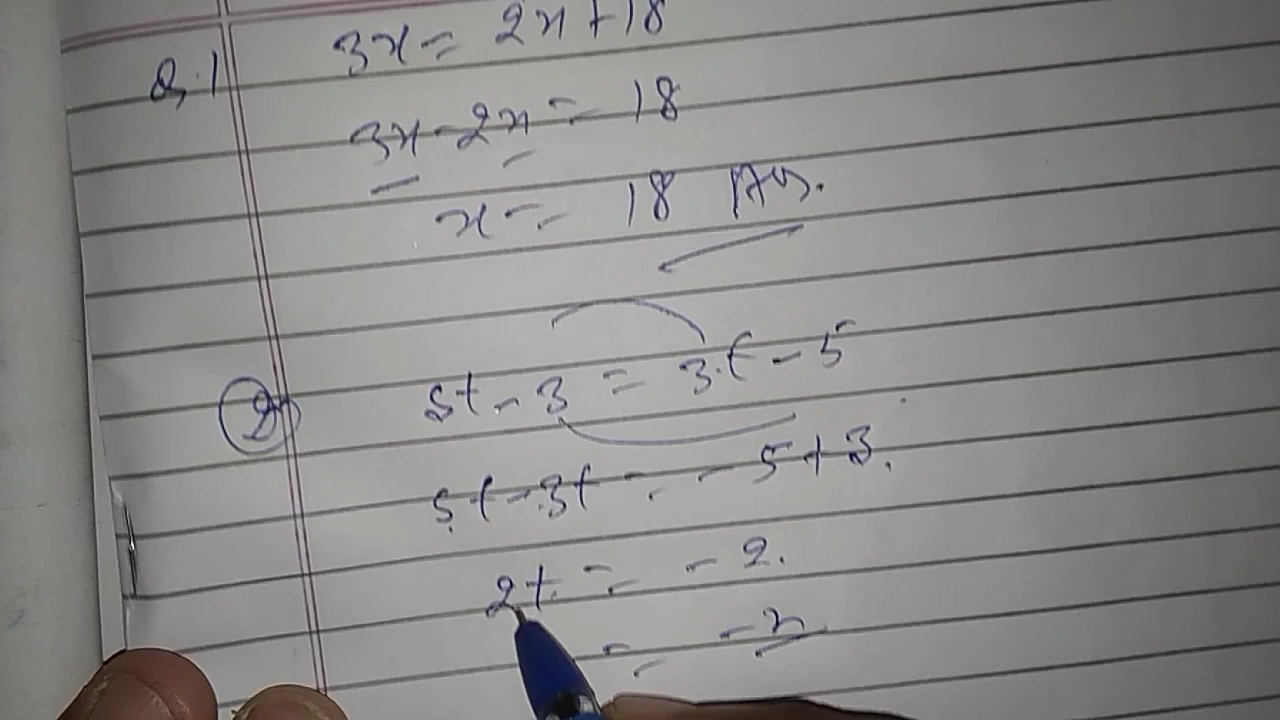 Q.1 3x = 2x + 18
3x - 2x = 18
x = 18 Ans.
2 5t - 3 = 3t - 5
5t - 3t = - 5 + 3.
2t = - 2.
= - 2